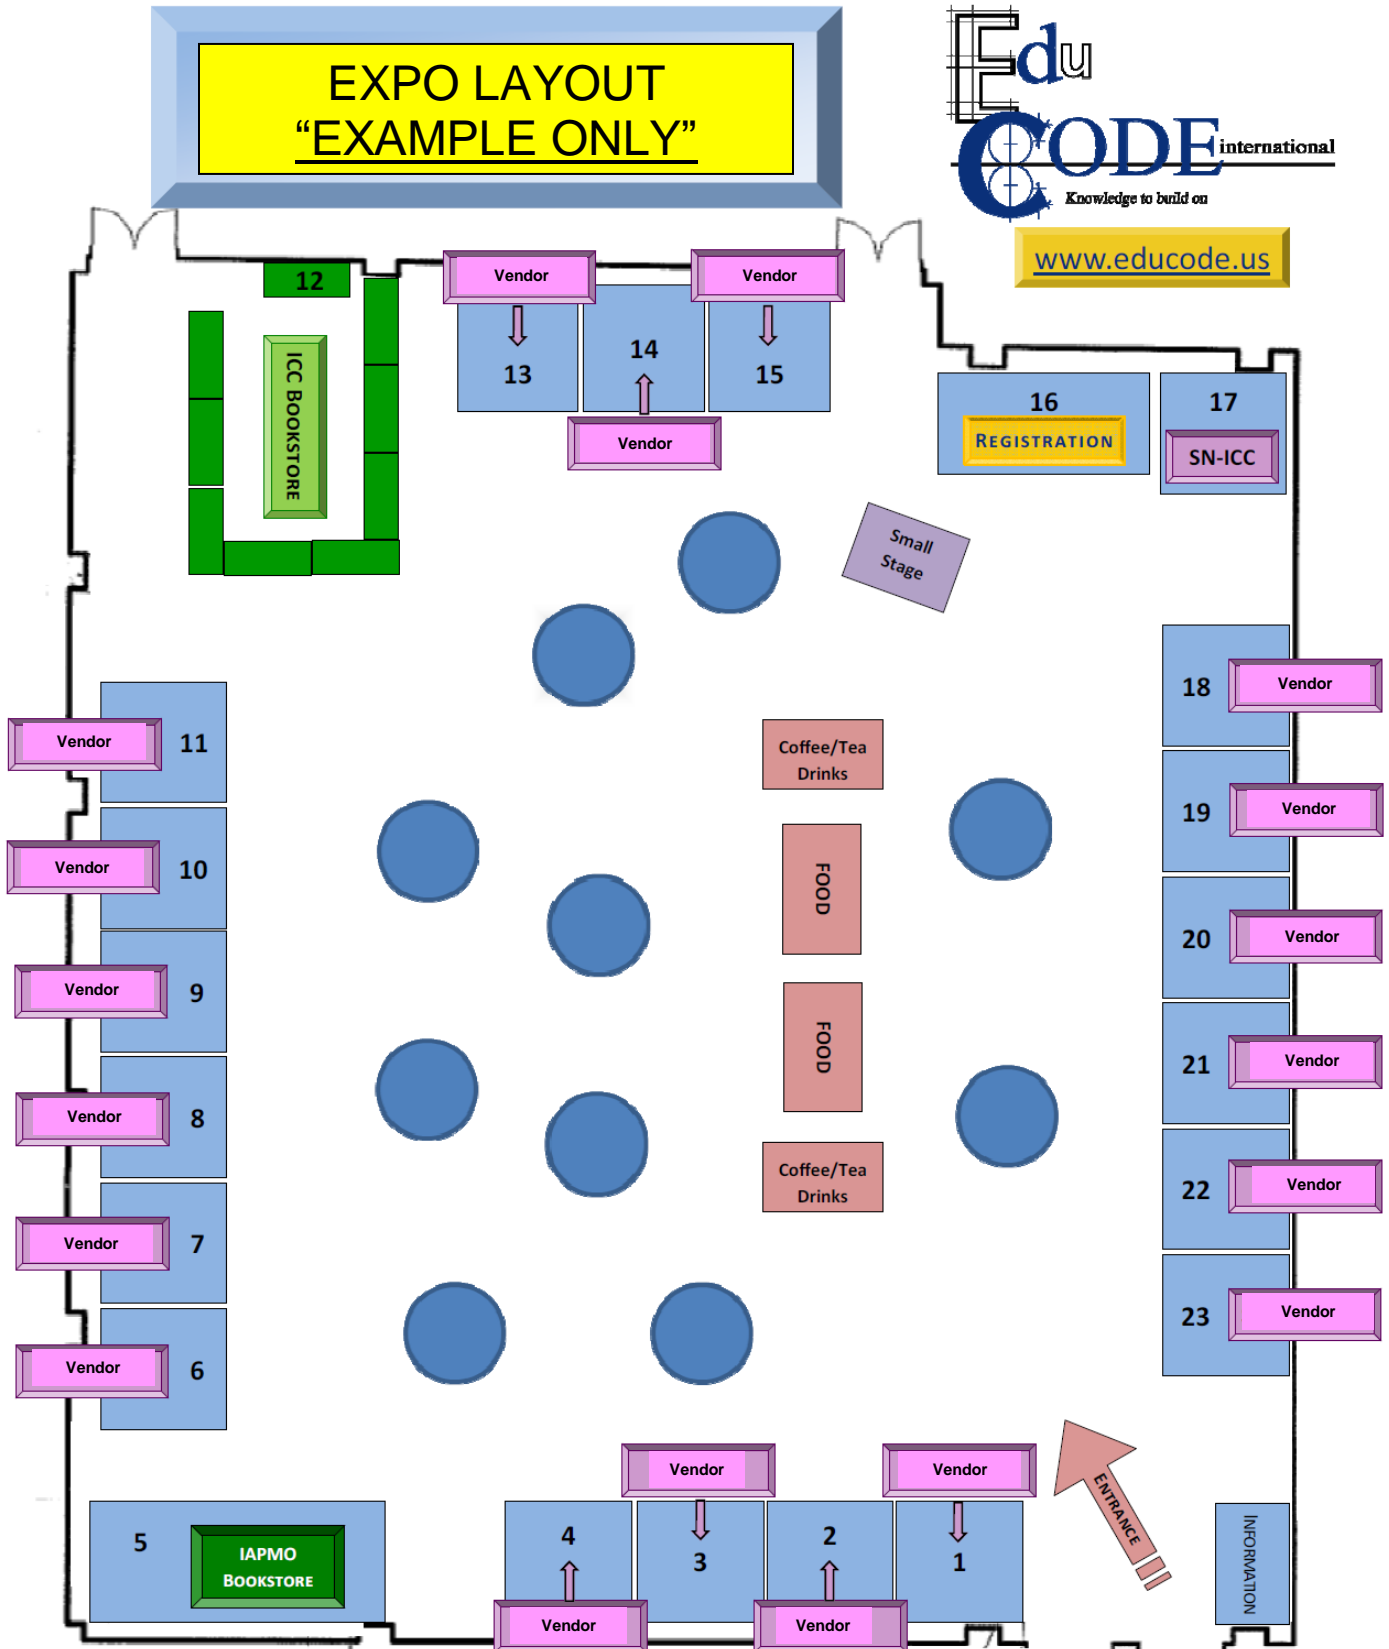 EXPO LAYOUT
“EXAMPLE ONLY”
Edu
CODE international
Knowledge to build on
www.educode.us
12
ICC BOOKSTORE
Vendor
13
14
Vendor
Vendor
15
16
REGISTRATION
17
SN-ICC
Small
Stage
Vendor
11
Vendor
10
Vendor
9
Vendor
8
Vendor
7
Vendor
6
Coffee/Tea
Drinks
FOOD
FOOD
Coffee/Tea
Drinks
18
Vendor
19
Vendor
20
Vendor
21
Vendor
22
Vendor
23
Vendor
5
IAPMO
BOOKSTORE
4
Vendor
Vendor
3
2
Vendor
Vendor
1
ENTRANCE
INFORMATION